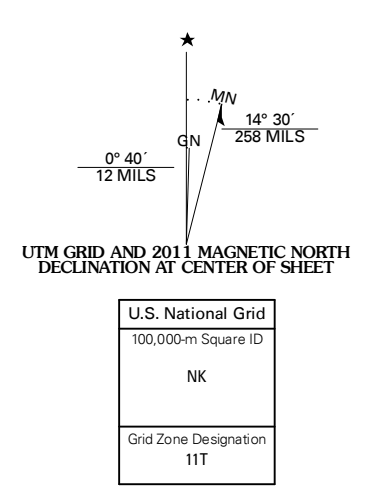 ★
MN
14° 30´
258 MILS
GN
0° 40´
12 MILS
UTM GRID AND 2011 MAGNETIC NORTH
DECLINATION AT CENTER OF SHEET
U.S. National Grid
100,000-m Square ID
NK
Grid Zone Designation
11T